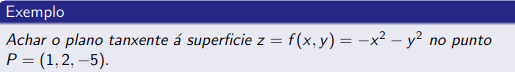 Exemplo
Achar o plano tanxente á superficie z = f(x, y) = −x² − y² no punto
P = (1, 2, −5).